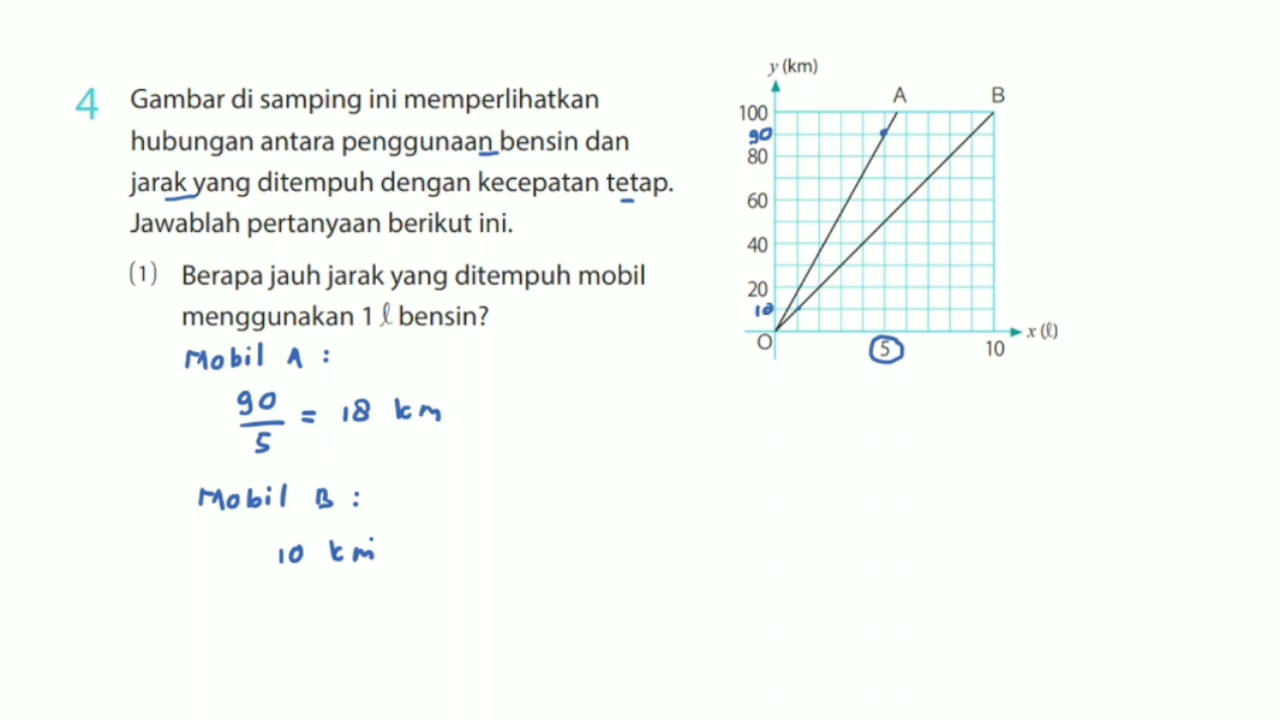 4 Gambar di samping ini memperlihatkan
hubungan antara penggunaan bensin dan
jarak yang ditempuh dengan kecepatan tetap.
Jawablah pertanyaan berikut ini.
(1) Berapa jauh jarak yang ditempuh mobil
menggunakan 1 ℓ bensin?
Mobil A :
90/5 = 18 km
Mobil B :
10 km
y (km)
A B
100
90
80
60
40
20
10
O 5 10 x (ℓ)